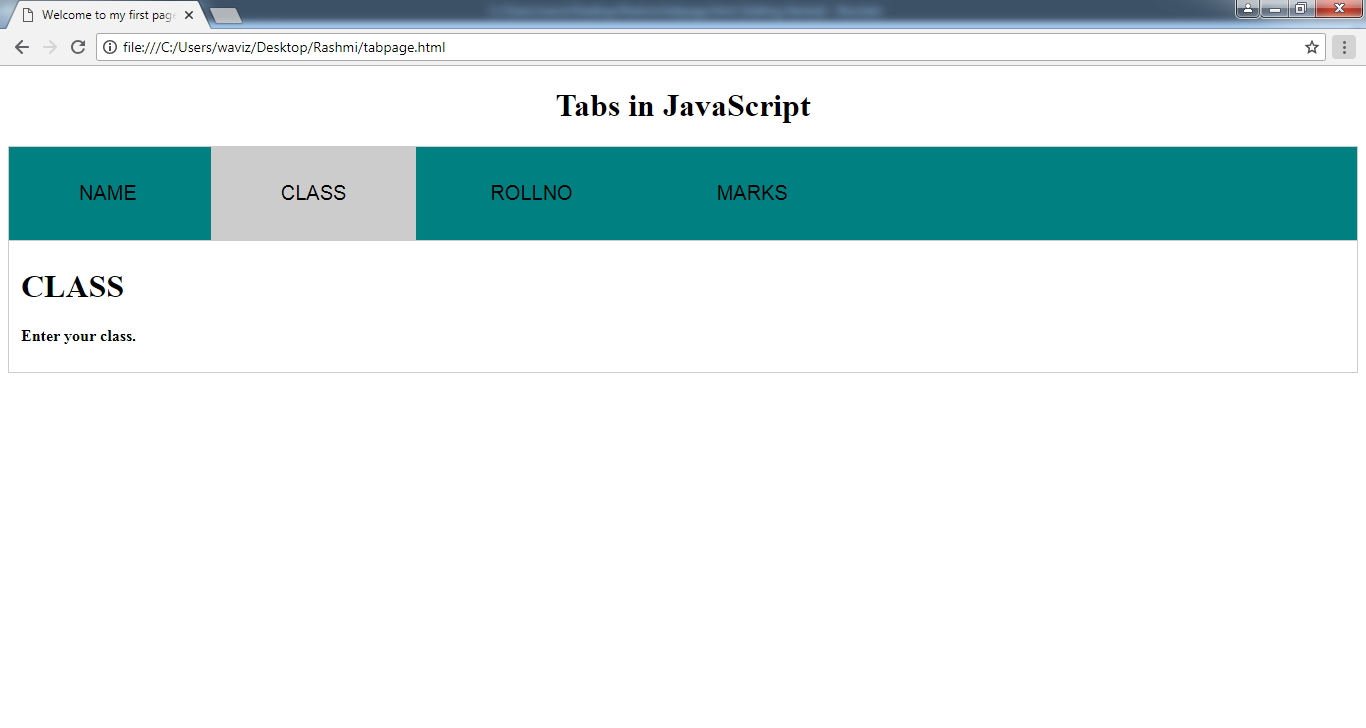 Welcome to my first page
file:///C:/Users/waviz/Desktop/Rashmi/tabpage.html
Tabs in JavaScript
NAME CLASS ROLLNO MARKS
CLASS
Enter your class.